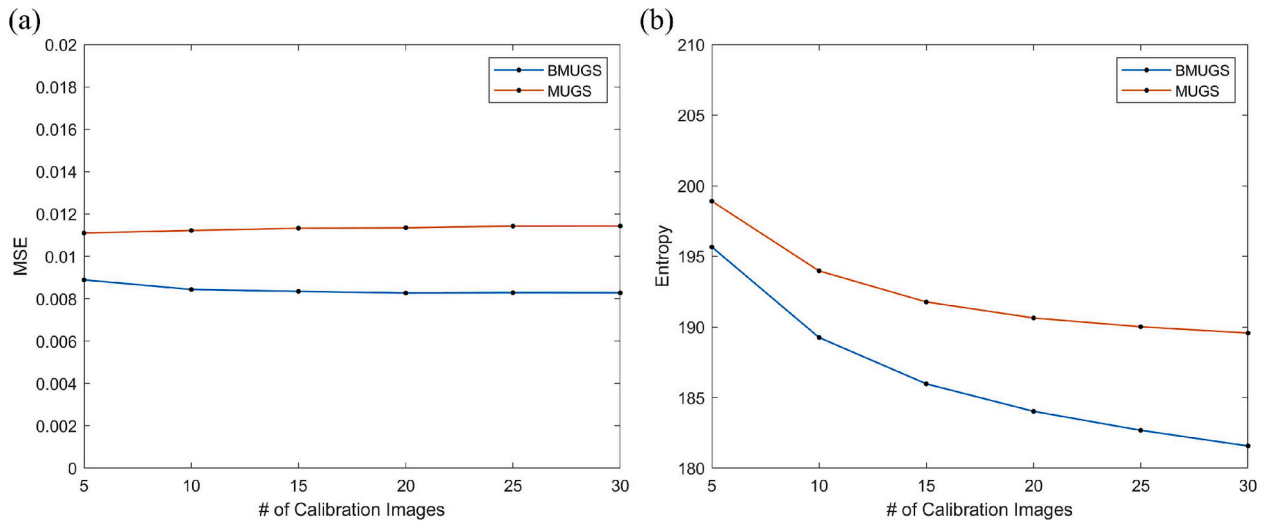 (a)
0.02
0.018
0.016
0.014
0.012
0.01
0.008
0.006
0.004
0.002
0
MSE
BMUGS
MUGS
5 10 15 20 25 30
# of Calibration Images
(b)
210
205
200
195
190
185
180
Entropy
BMUGS
MUGS
5 10 15 20 25 30
# of Calibration Images